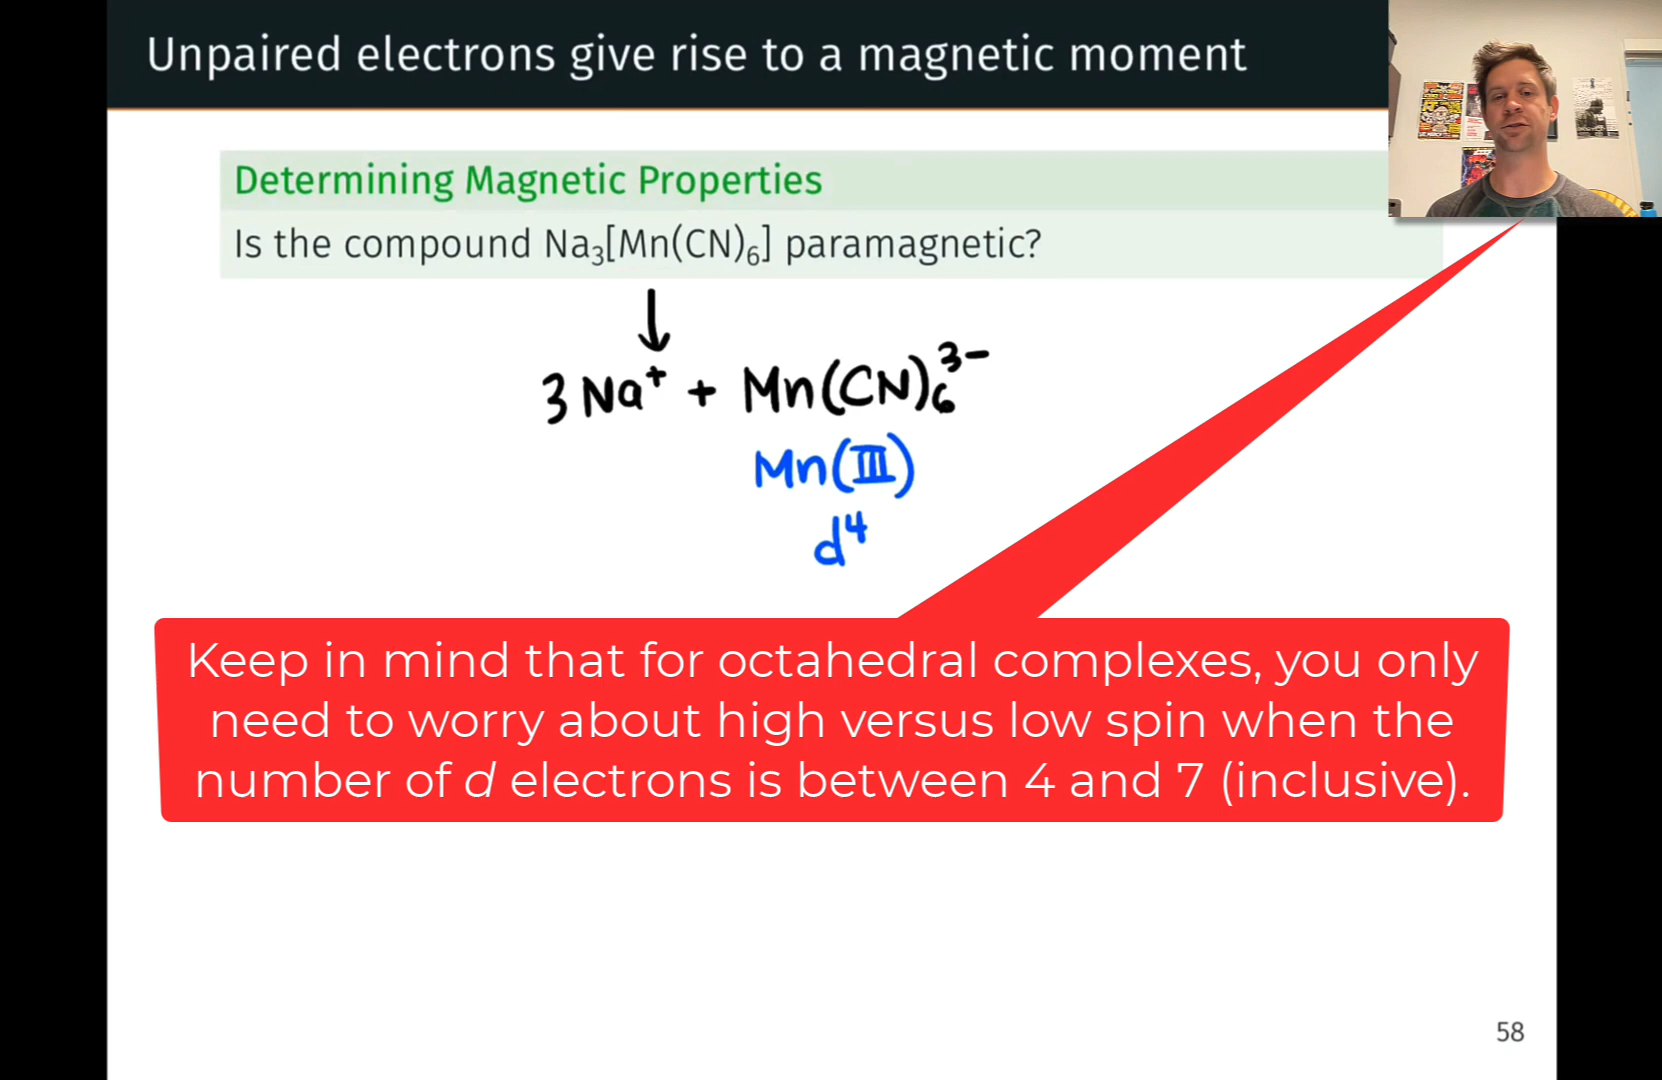 Unpaired electrons give rise to a magnetic moment
Determining Magnetic Properties
Is the compound Na₃[Mn(CN)₆] paramagnetic?
↓
3 Na⁺ + Mn(CN)₆³⁻
Mn(III)
d⁴
Keep in mind that for octahedral complexes, you only
need to worry about high versus low spin when the
number of d electrons is between 4 and 7 (inclusive).
58